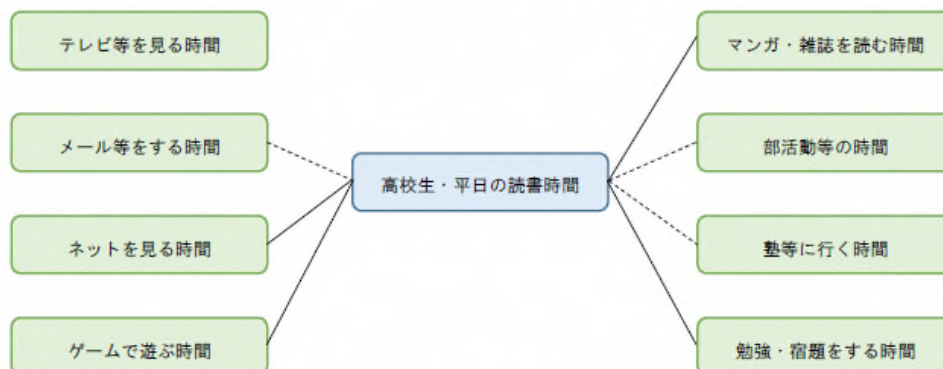 テレビ等を見る時間
メール等をする時間
ネットを見る時間
ゲームで遊ぶ時間
高校生・平日の読書時間
マンガ・雑誌を読む時間
部活動等の時間
塾等に行く時間
勉強・宿題をする時間